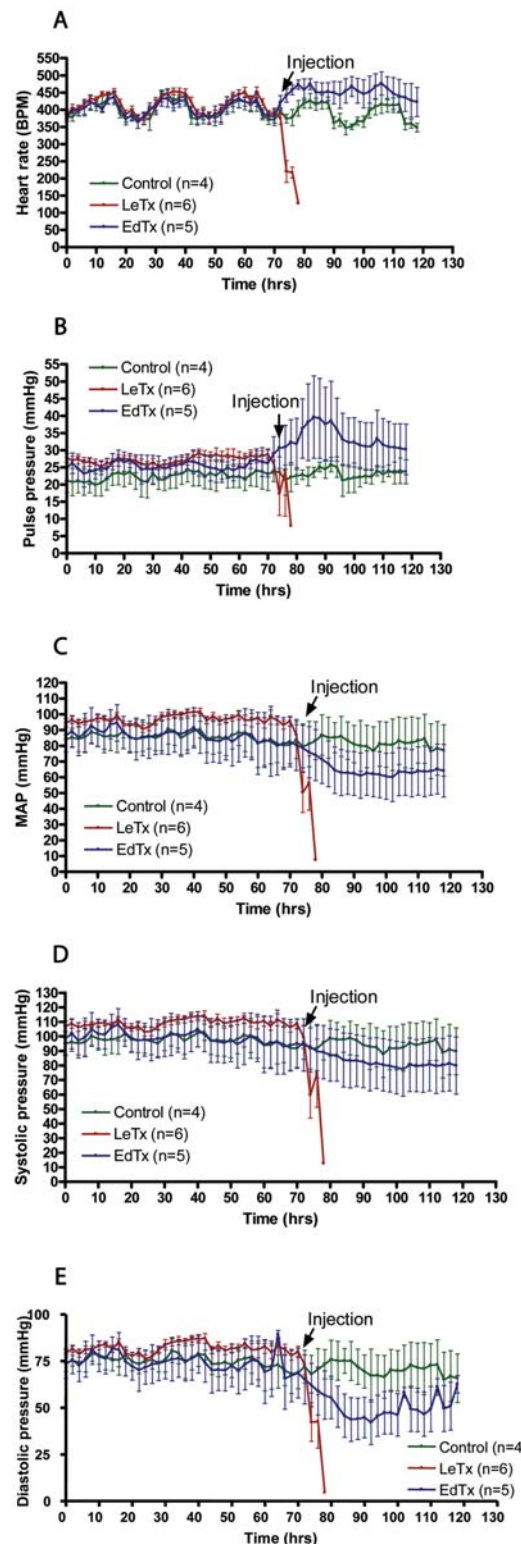 A
Injection
550
500
450
400
350
300
250
200
150
100
50
0
Heart rate (BPM)
Control (n=4)
LeTx (n=6)
EdTx (n=5)
0 10 20 30 40 50 60 70 80 90 100 110 120 130
Time (hrs)
B
Control (n=4)
LeTx (n=6)
EdTx (n=5)
Injection
55
50
45
40
35
30
25
20
15
10
5
0
Pulse pressure (mmHg)
0 10 20 30 40 50 60 70 80 90 100 110 120 130
Time (hrs)
C
Injection
120
110
100
90
80
70
60
50
40
30
20
10
0
MAP (mmHg)
Control (n=4)
LeTx (n=6)
EdTx (n=5)
0 10 20 30 40 50 60 70 80 90 100 110 120 130
Time (hrs)
D
Injection
130
120
110
100
90
80
70
60
50
40
30
20
10
0
Systolic pressure (mmHg)
Control (n=4)
LeTx (n=6)
EdTx (n=5)
0 10 20 30 40 50 60 70 80 90 100 110 120 130
Time (hrs)
E
Injection
100
75
50
25
0
Diastolic pressure (mmHg)
Control (n=4
LeTx (n=6)
EdTx (n=5)
0 10 20 30 40 50 60 70 80 90 100 110 120 130
Time (hrs)